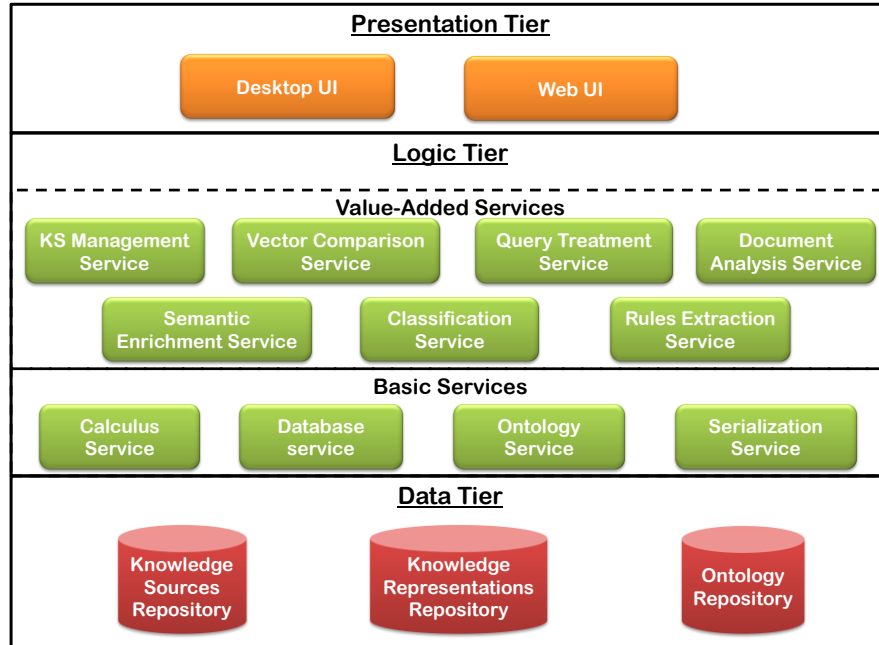 Presentation Tier
Desktop UI
Web UI
Logic Tier
Value-Added Services
KS Management
Service
Vector Comparison
Service
Query Treatment
Service
Document
Analysis Service
Semantic
Enrichment Service
Classification
Service
Rules Extraction
Service
Basic Services
Calculus
Service
Database
service
Ontology
Service
Serialization
Service
Data Tier
Knowledge
Sources
Repository
Knowledge
Representations
Repository
Ontology
Repository